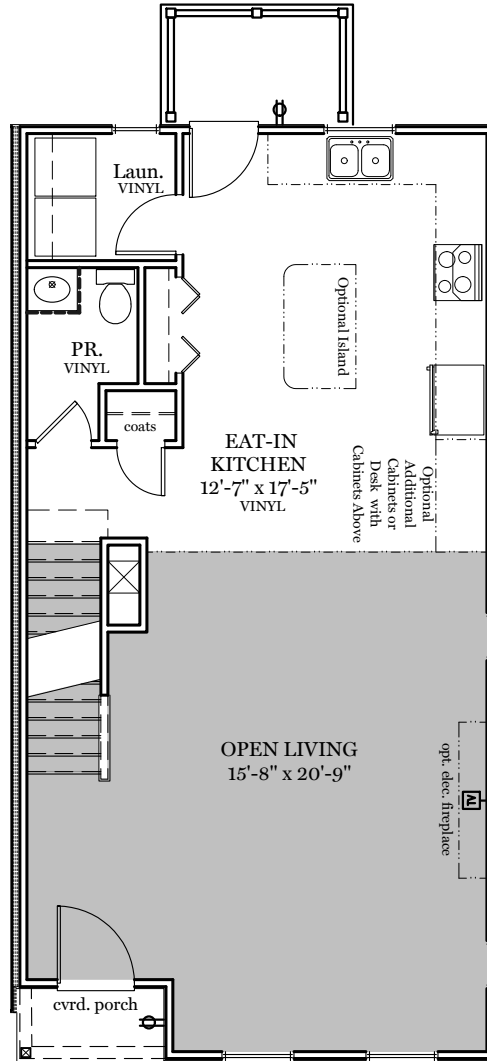 Laun.
VINYL
PR.
VINYL
Optional Island
coats
EAT-IN
KITCHEN
12'-7" x 17'-5"
VINYL
Optional
Additional
Cabinets or
Desk with
Cabinets Above
OPEN LIVING
15'-8" x 20'-9"
opt. elec. fireplace
TV
cvrd. porch